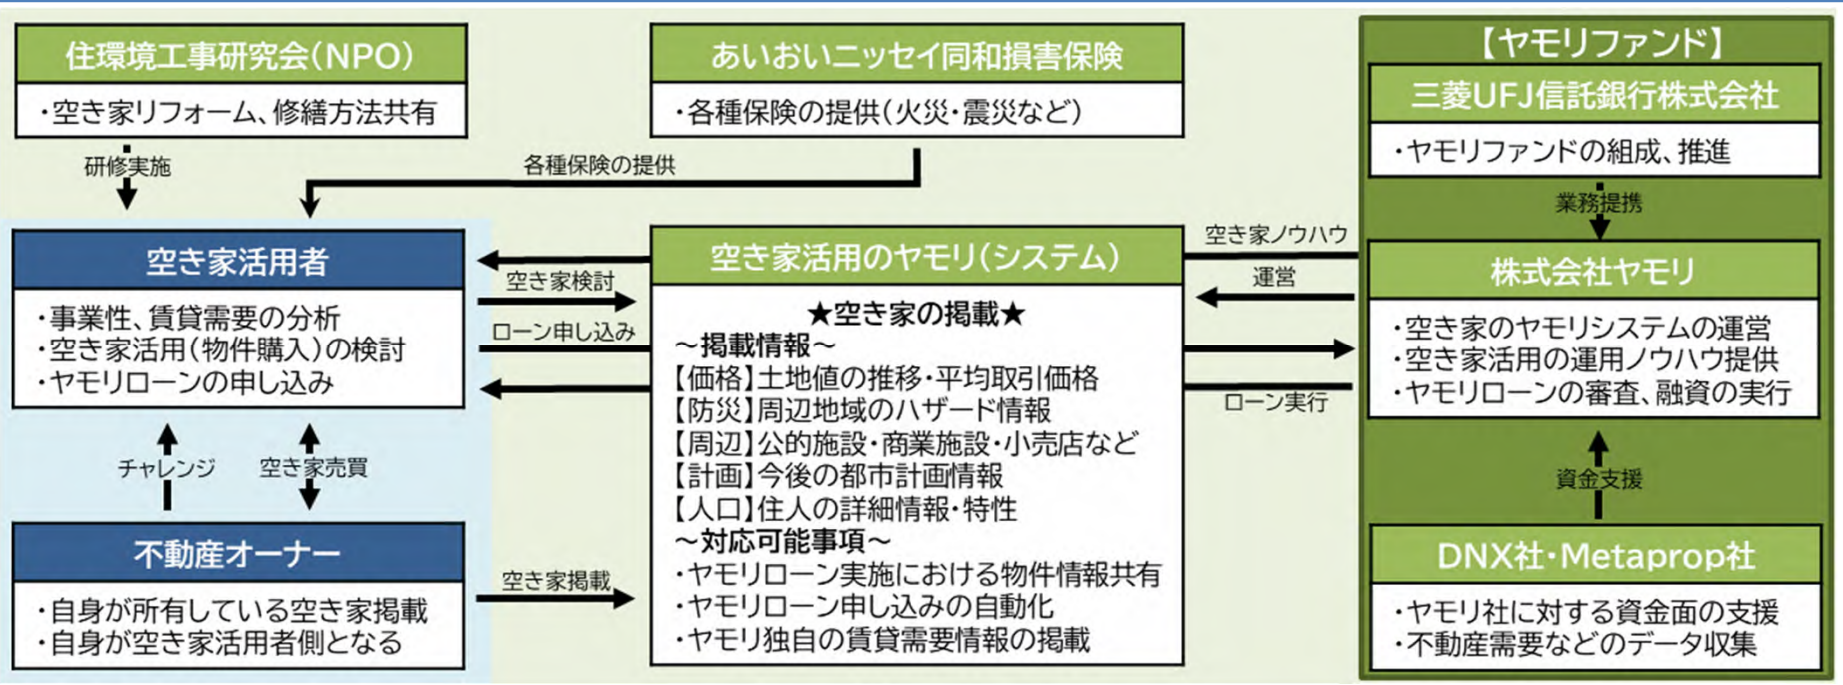 住環境工事研究会(NPO)
・空き家リフォーム、修繕方法共有
研修実施
あいおいニッセイ同和損害保険
・各種保険の提供(火災・震災など)
各種保険の提供
【ヤモリファンド】
三菱UFJ信託銀行株式会社
・ヤモリファンドの組成、推進
業務提携
空き家活用者
・事業性、賃貸需要の分析
・空き家活用(物件購入)の検討
・ヤモリローンの申し込み
空き家検討
ローン申し込み
チャレンジ
空き家売買
不動産オーナー
・自身が所有している空き家掲載
・自身が空き家活用者側となる
空き家掲載
空き家活用のヤモリ(システム)
★空き家の掲載★
～掲載情報～
【価格】土地値の推移・平均取引価格
【防災】周辺地域のハザード情報
【周辺】公的施設・商業施設・小売店など
【計画】今後の都市計画情報
【人口】住人の詳細情報・特性
～対応可能事項～
・ヤモリローン実施における物件情報共有
・ヤモリローン申し込みの自動化
・ヤモリ独自の賃貸需要情報の掲載
空き家ノウハウ
運営
ローン実行
株式会社ヤモリ
・空き家のヤモリシステムの運営
・空き家活用の運用ノウハウ提供
・ヤモリローンの審査、融資の実行
資金支援
DNX社・Metaprop社
・ヤモリ社に対する資金面の支援
・不動産需要などのデータ収集